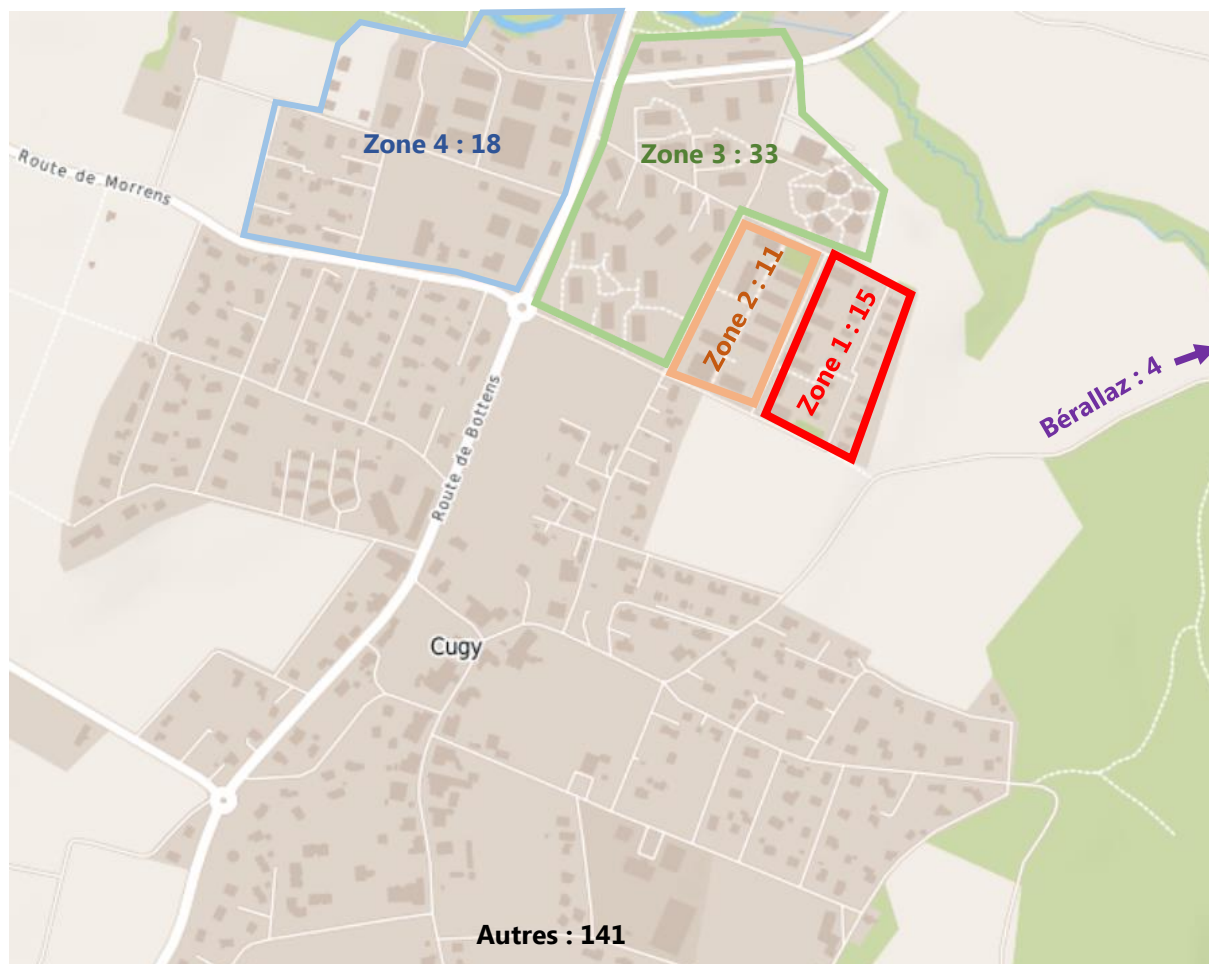 Zone 4 : 18
Zone 3 : 33
Route de Morrens
Zone 2 : 11
Zone 1 : 15
Bérallaz : 4
Route de Bottens
Cugy
Autres : 141